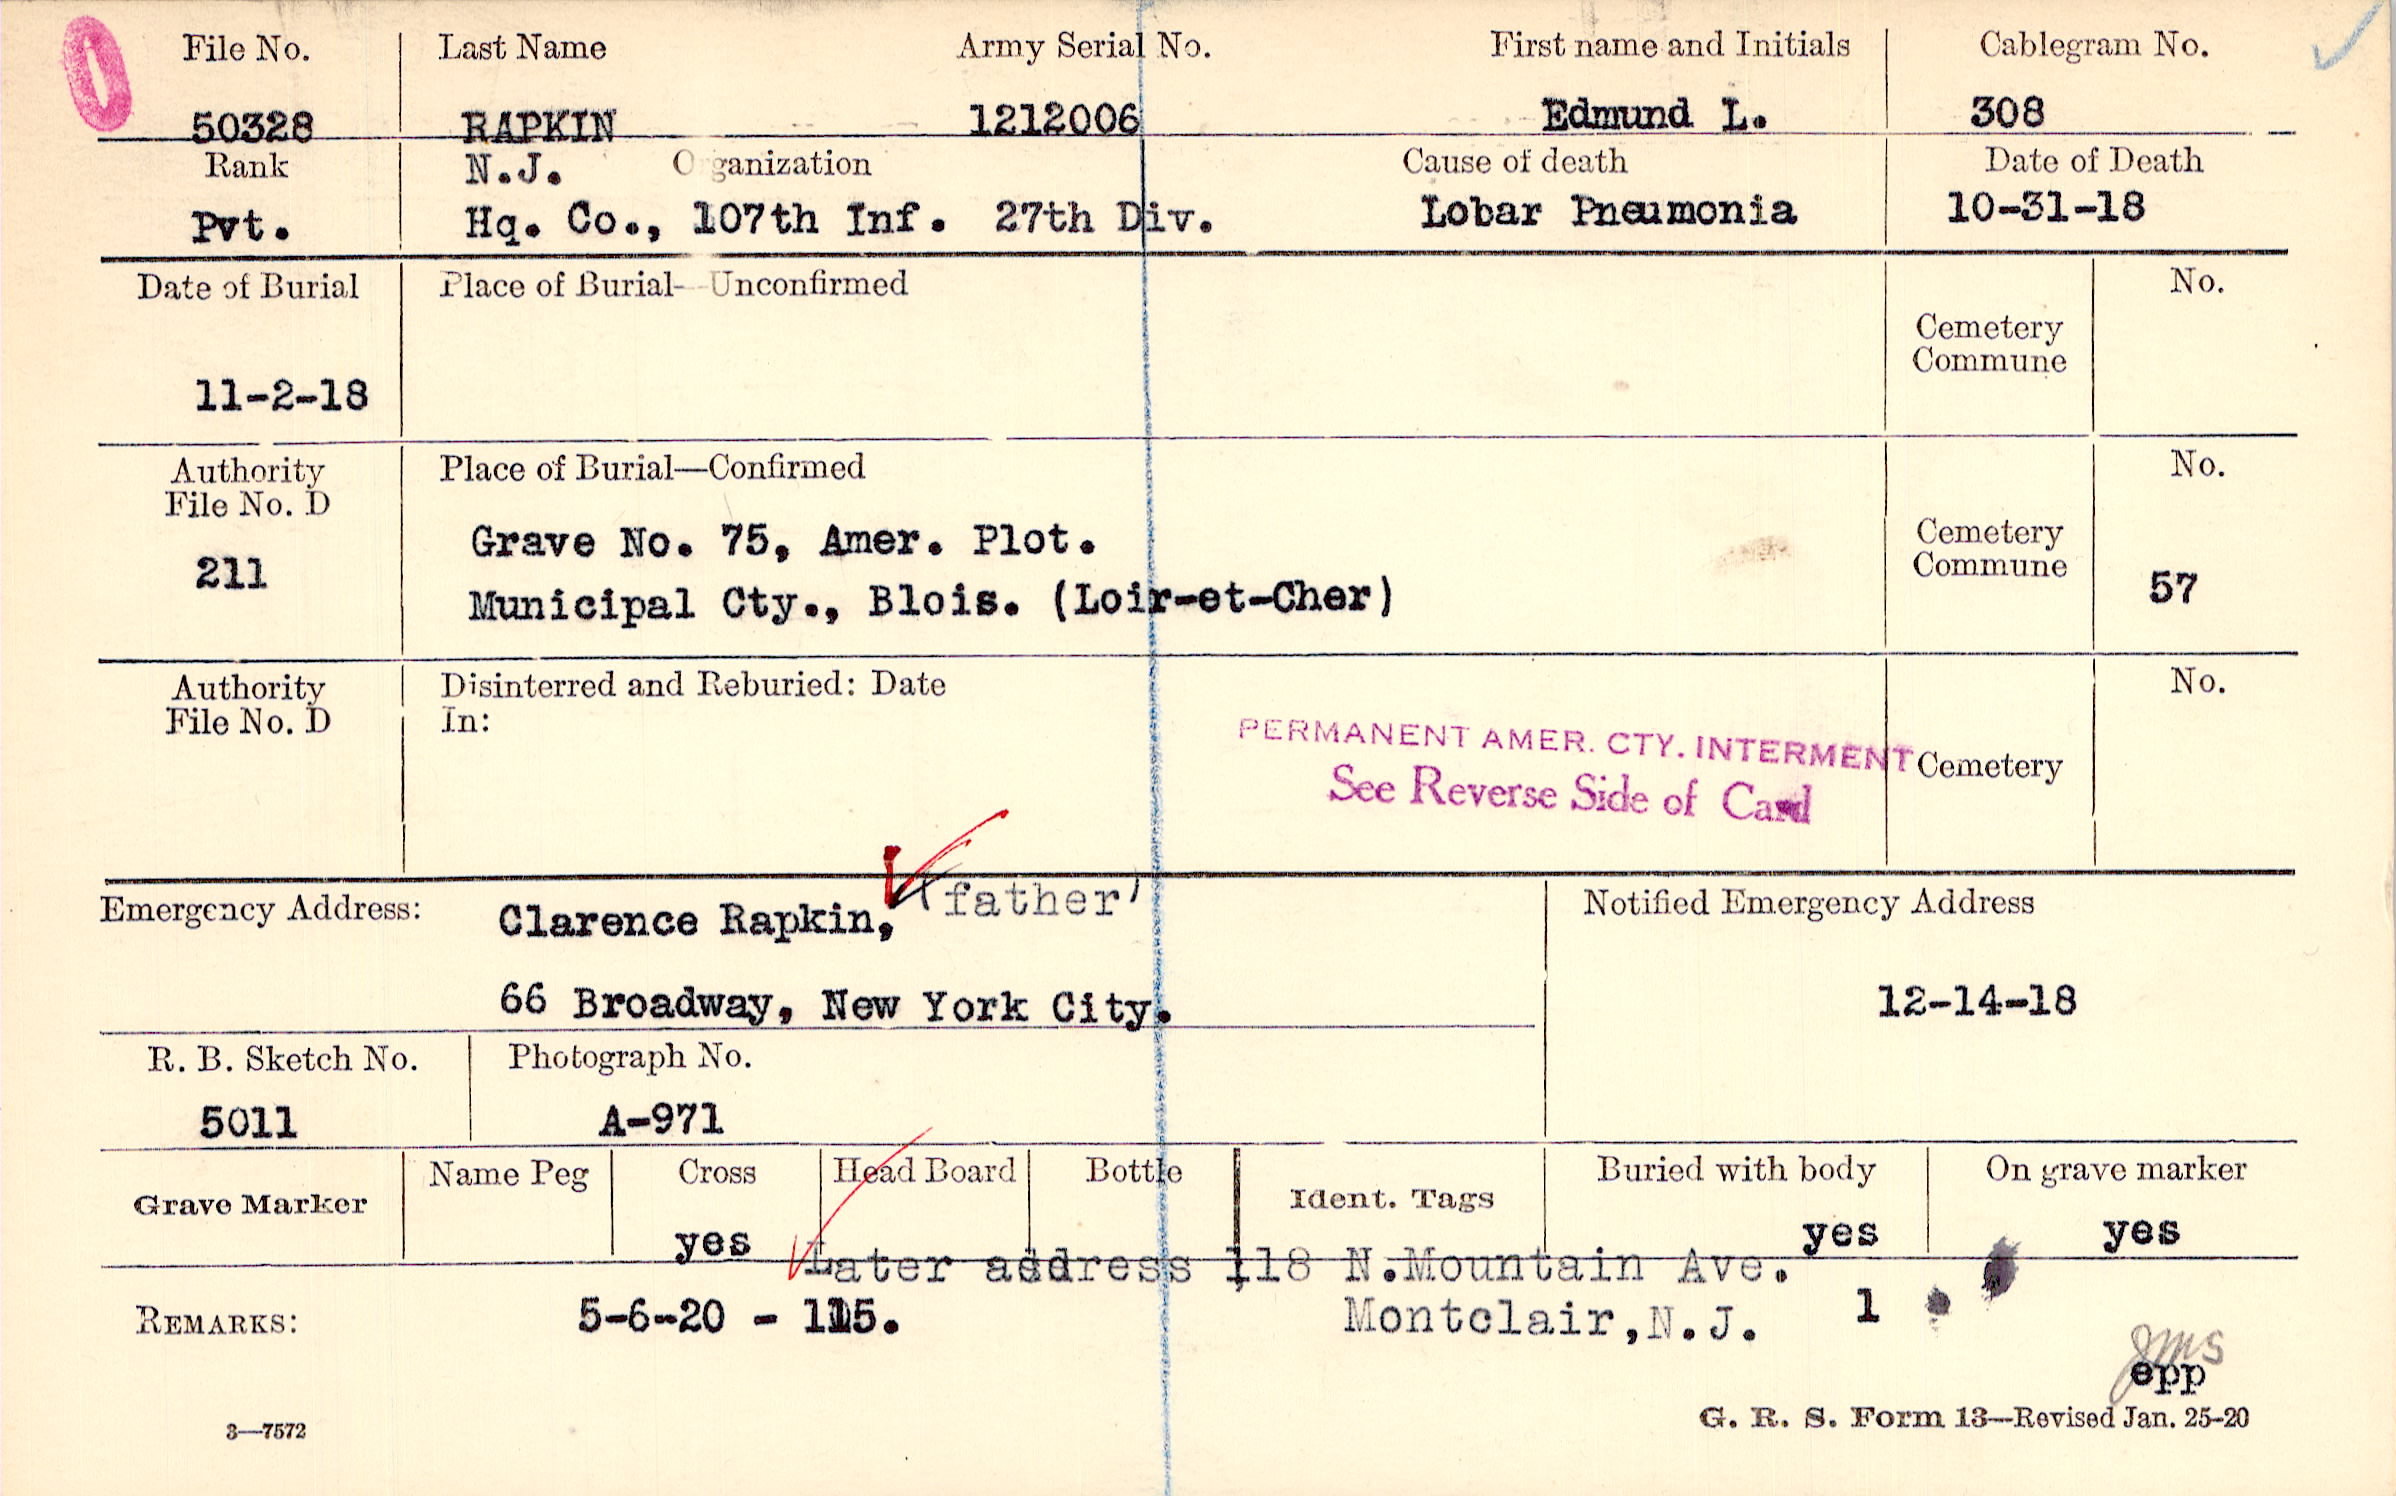 File No. Last Name Army Serial No. First name and Initials Cablegram No.
50328 RAPKIN 1212006 Edmund L. 308
Rank N.J. Organization Cause of death Date of Death
Pvt. Hq. Co., 107th Inf. 27th Div. Lobar Pneumonia 10-31-18
Date of Burial Place of Burial- Unconfirmed No.
Cemetery
Commune
11-2-18
Authority Place of Burial—Confirmed No.
File No. D
Grave No. 75, Amer. Plot. Cemetery
211 Commune
Municipal Cty., Blois. (Loir-et-Cher) 57
Authority Disinterred and Reburied: Date No.
File No. D In:
PERMANENT AMER. CTY. INTERMENT Cemetery
See Reverse Side of Card
Emergency Address: Clarence Rapkin, (father) Notified Emergency Address
66 Broadway, New York City. 12-14-18
R. B. Sketch No. Photograph No.
5011 A-971
Grave Marker Name Peg Cross Head Board Bottle Ident. Tags Buried with body On grave marker
yes yes yes
Later address 118 N.Mountain Ave.
REMARKS: 5-6-20 - 115. Montclair,N.J. 1
JMS
epp
3—7572 G. R. S. Form 13—Revised Jan. 25-20